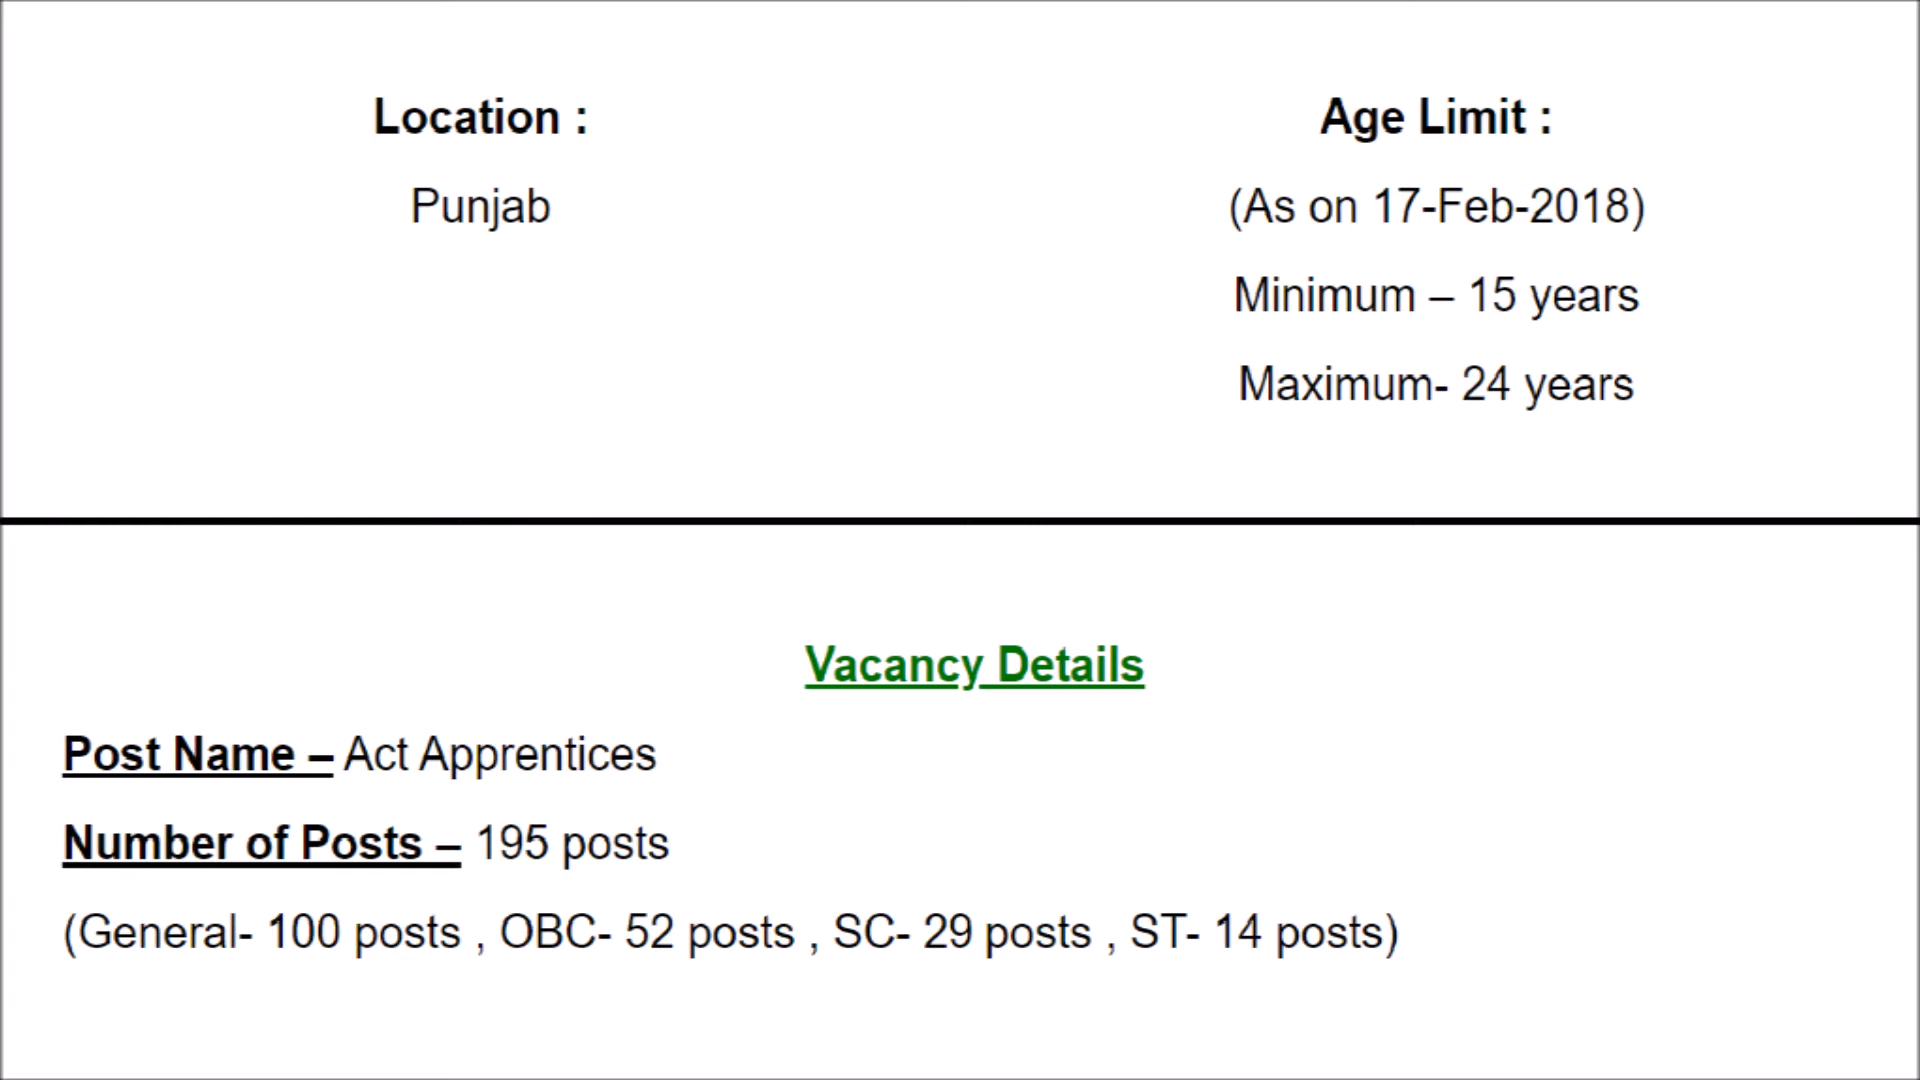 Location :
Punjab
Age Limit :
(As on 17-Feb-2018)
Minimum – 15 years
Maximum- 24 years
Vacancy Details
Post Name – Act Apprentices
Number of Posts – 195 posts
(General- 100 posts , OBC- 52 posts , SC- 29 posts , ST- 14 posts)